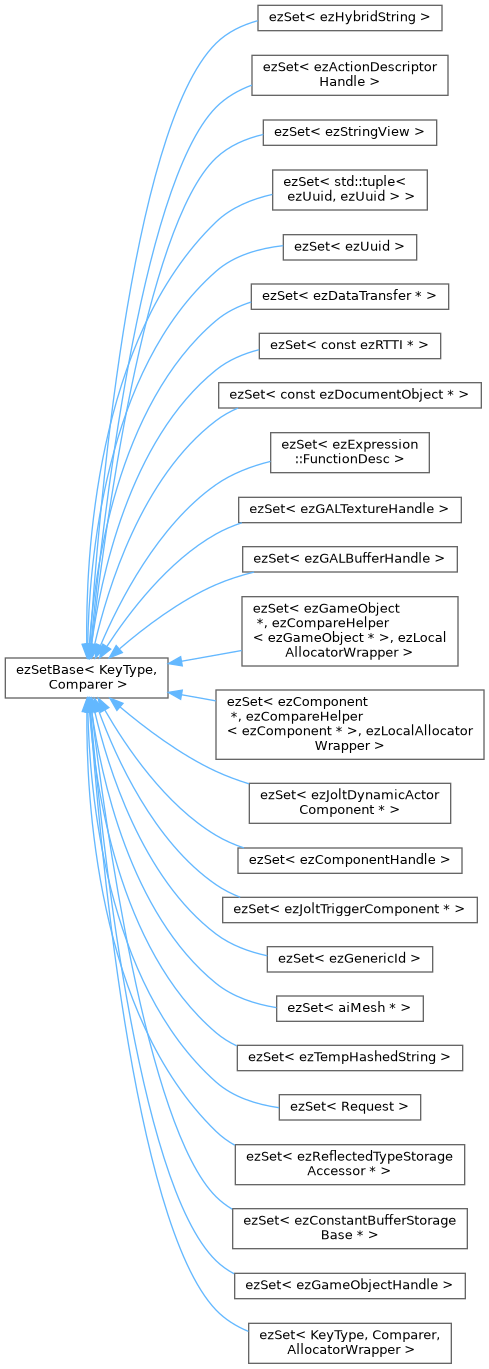 ezSet< ezHybridString >
ezSet< ezActionDescriptor
Handle >
ezSet< ezStringView >
ezSet< std::tuple<
ezUuid, ezUuid > >
ezSet< ezUuid >
ezSet< ezDataTransfer * >
ezSet< const ezRTTI * >
ezSet< const ezDocumentObject * >
ezSet< ezExpression
::FunctionDesc >
ezSet< ezGALTextureHandle >
ezSet< ezGALBufferHandle >
ezSet< ezGameObject
*, ezCompareHelper
< ezGameObject * >, ezLocal
AllocatorWrapper >
ezSetBase< KeyType,
Comparer >
ezSet< ezComponent
*, ezCompareHelper
< ezComponent * >, ezLocalAllocator
Wrapper >
ezSet< ezJoltDynamicActor
Component * >
ezSet< ezComponentHandle >
ezSet< ezJoltTriggerComponent * >
ezSet< ezGenericId >
ezSet< aiMesh * >
ezSet< ezTempHashedString >
ezSet< Request >
ezSet< ezReflectedTypeStorage
Accessor * >
ezSet< ezConstantBufferStorage
Base * >
ezSet< ezGameObjectHandle >
ezSet< KeyType, Comparer,
AllocatorWrapper >